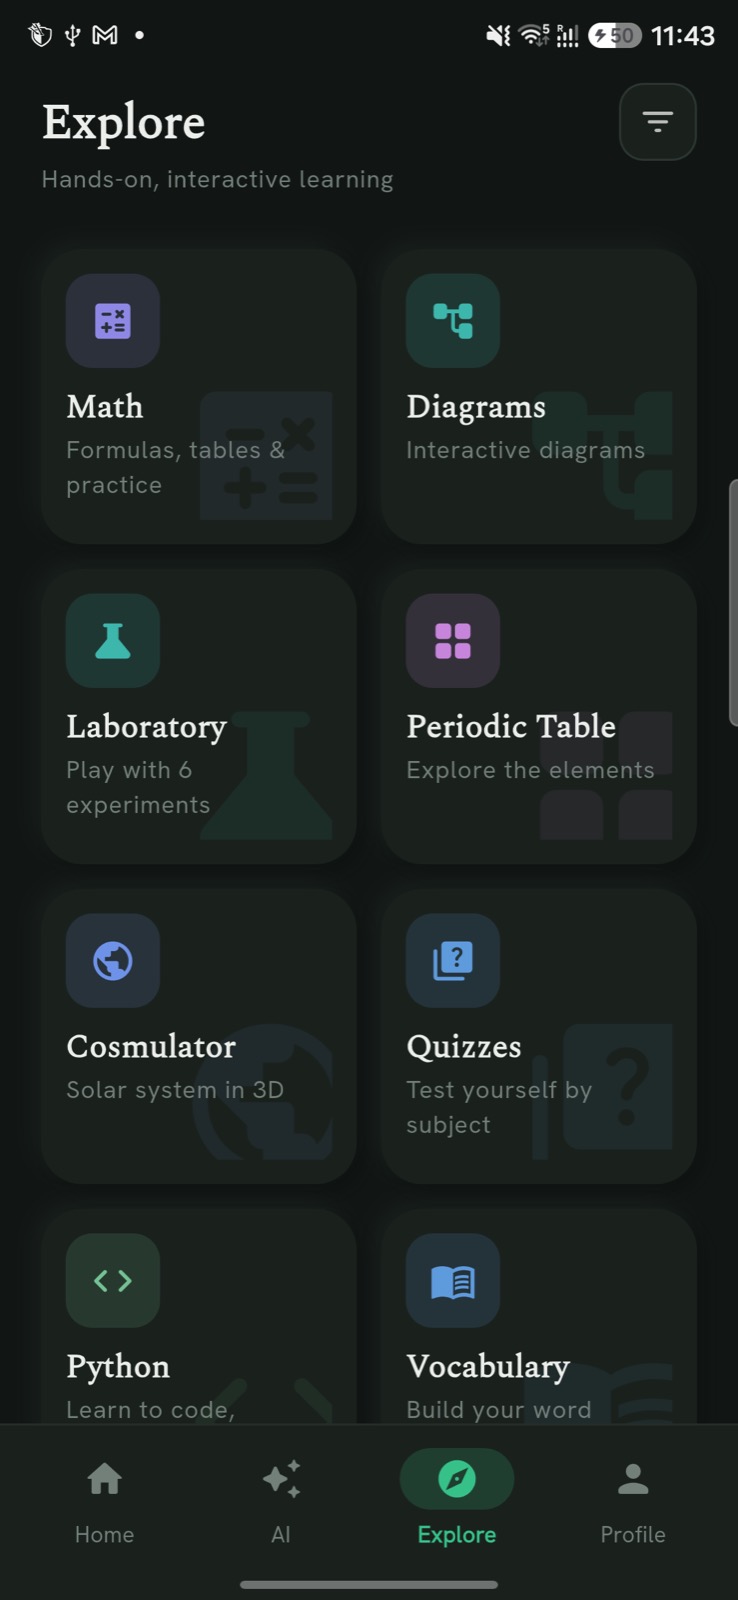 50 11:43
Explore
Hands-on, interactive learning
Math
Formulas, tables &
practice
Diagrams
Interactive diagrams
Laboratory
Play with 6
experiments
Periodic Table
Explore the elements
Cosmulator
Solar system in 3D
Quizzes
Test yourself by
subject
Python
Learn to code,
Vocabulary
Build your word
Home
AI
Explore
Profile